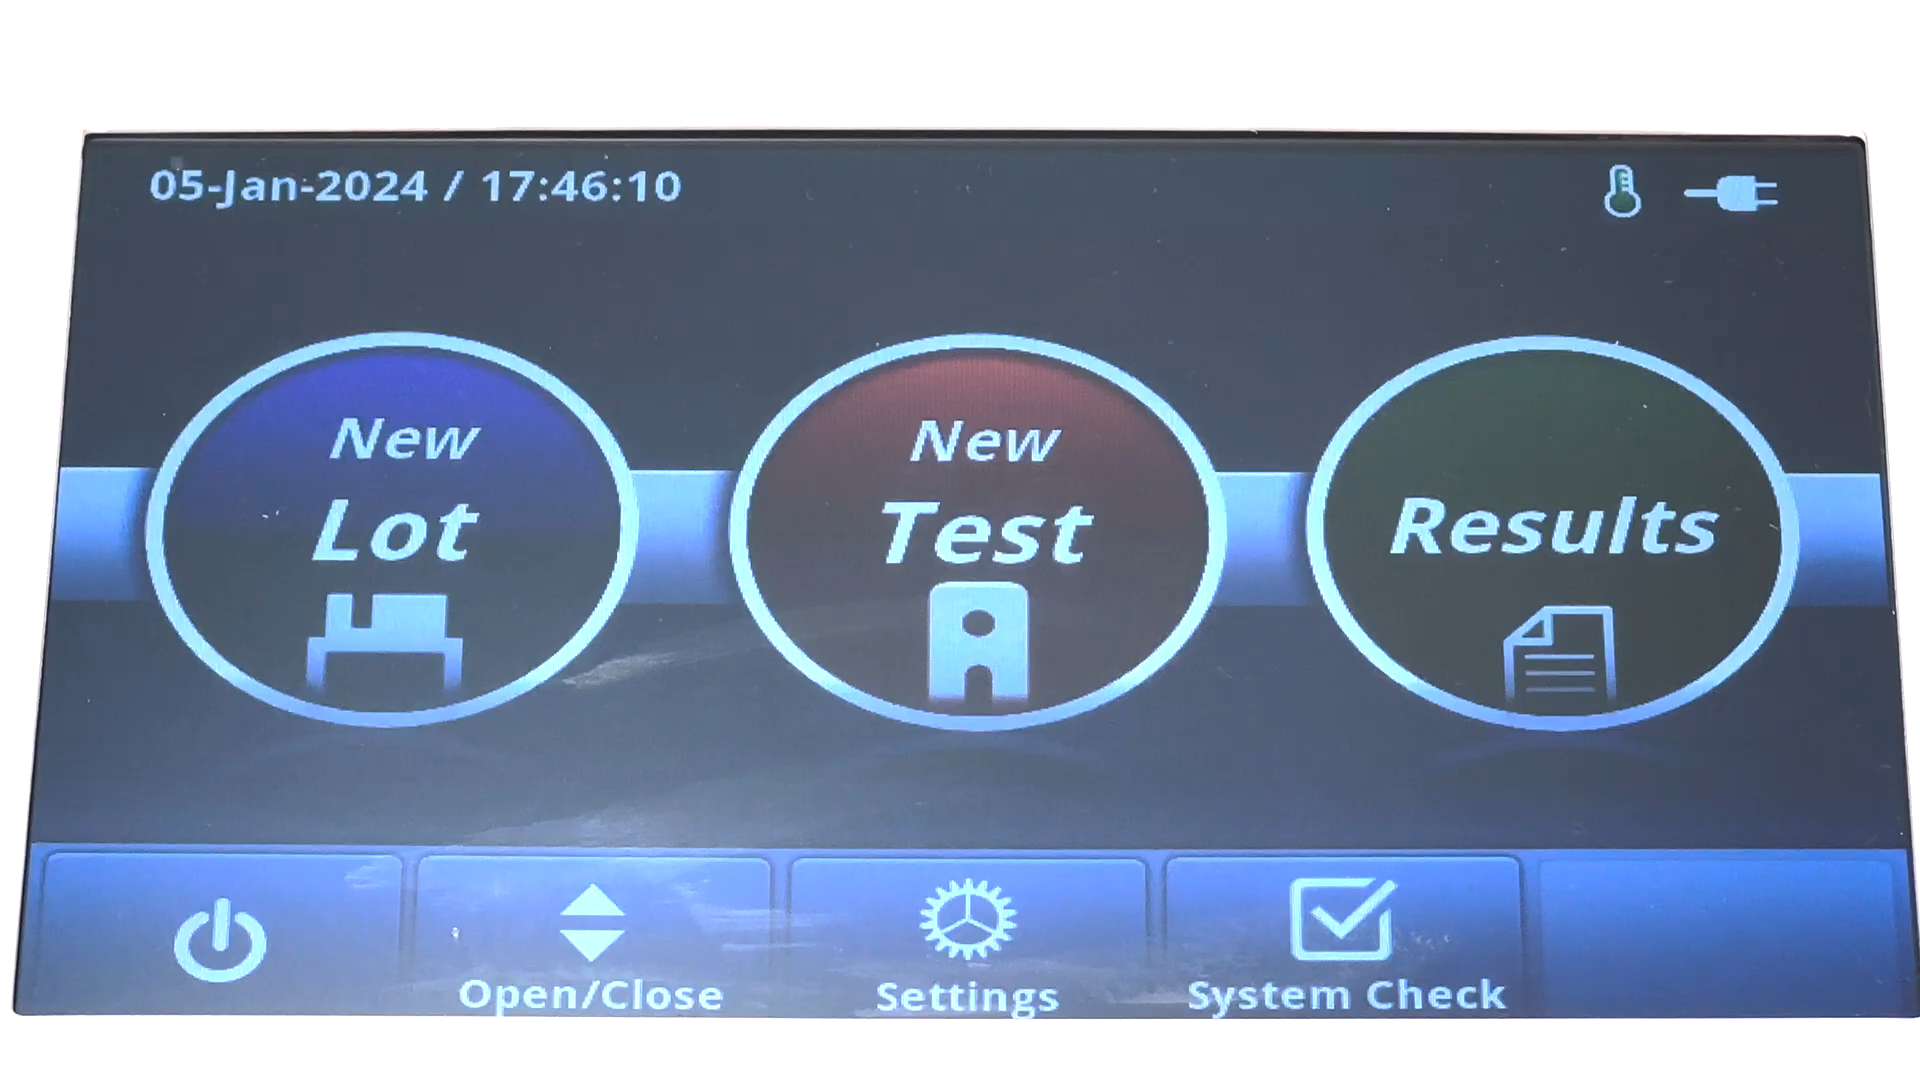 05-Jan-2024 / 17:46:10
New
Lot
New
Test
Results
Open/Close
Settings
System Check